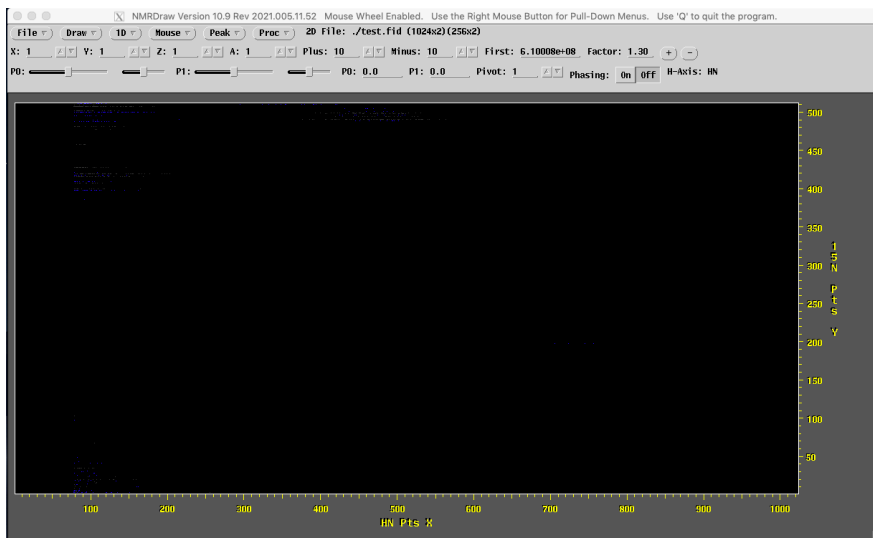 NMRDraw Version 10.9 Rev 2021.005.11.52 Mouse Wheel Enabled. Use the Right Mouse Button for Pull-Down Menus. Use 'Q' to quit the program.
File Draw 1D Mouse Peak Proc 2D File: ./test.fid (1024x2)(256x2)
X: 1 Y: 1 Z: 1 A: 1 Plus: 10 Minus: 10 First: 6.10008e+08 Factor: 1.30 + -
P0: P1: P0: 0.0 P1: 0.0 Pivot: 1 Phasing: On Off H-Axis: HN
500
450
400
350
300
250
200
150
100
50
15N Pts Y
100 200 300 400 500 600 700 800 900 1000
HN Pts X